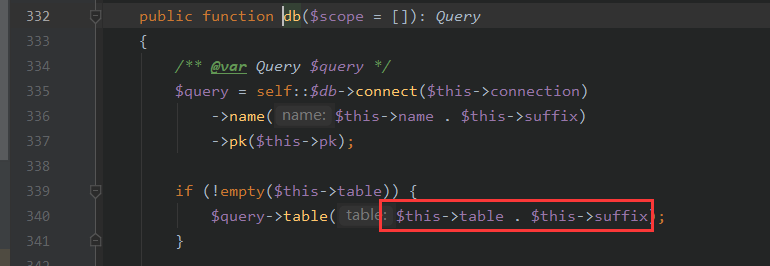 332 public function db($scope = []): Query
333 {
334 /** @var Query $query */
335 $query = self::$db->connect($this->connection)
336 ->name( name: $this->name . $this->suffix)
337 ->pk($this->pk);
338
339 if (!empty($this->table)) {
340 $query->table( table: $this->table . $this->suffix);
341 }